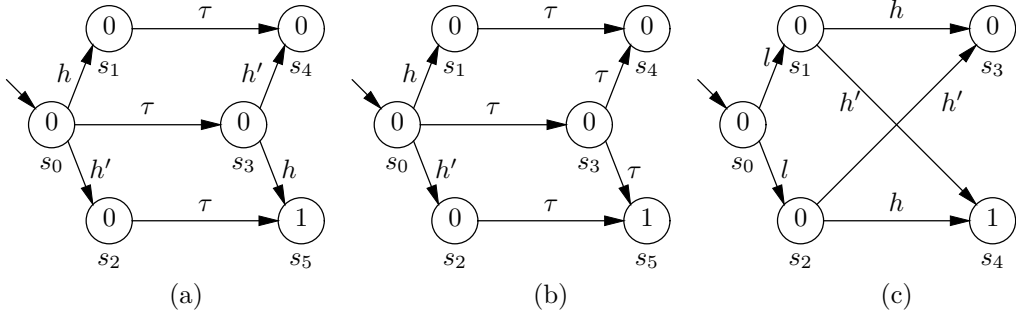 0 τ 0 0 τ 0 0 h 0
h s₁ h′ s₄ h s₁ τ s₄ l s₁ s₃
0 τ 0 0 τ 0 0 h′ h′
s₀ h′ s₃ h s₀ h′ s₃ τ s₀ l
0 τ 1 0 τ 1 0 h 1
s₂ s₅ s₂ s₅ s₂ s₄
(a) (b) (c)